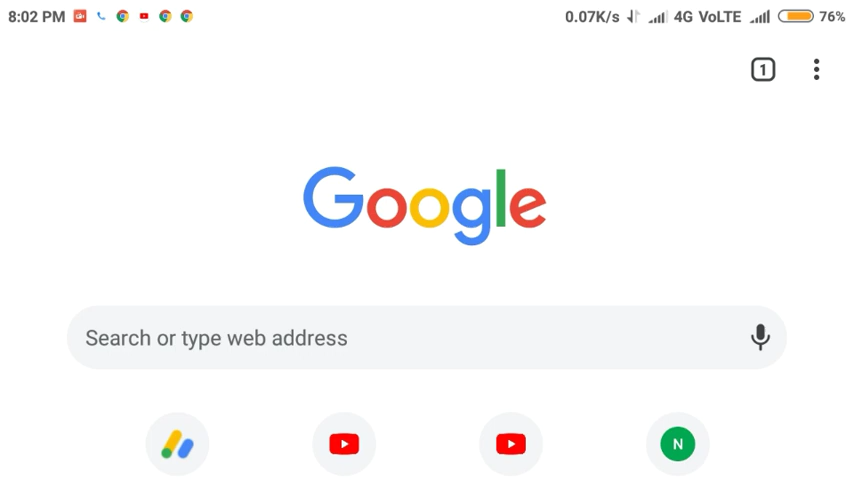 8:02 PM 0.07K/s 4G VoLTE 76%
1
Google
Search or type web address
N